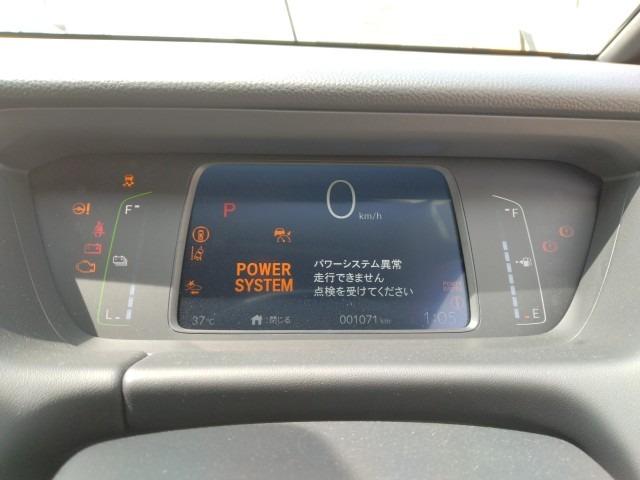 F
L
P
0
km/h
POWER
SYSTEM
パワーシステム異常
走行できません
点検を受けてください
37℃
:閉じる
001071 km
1:05
F
E